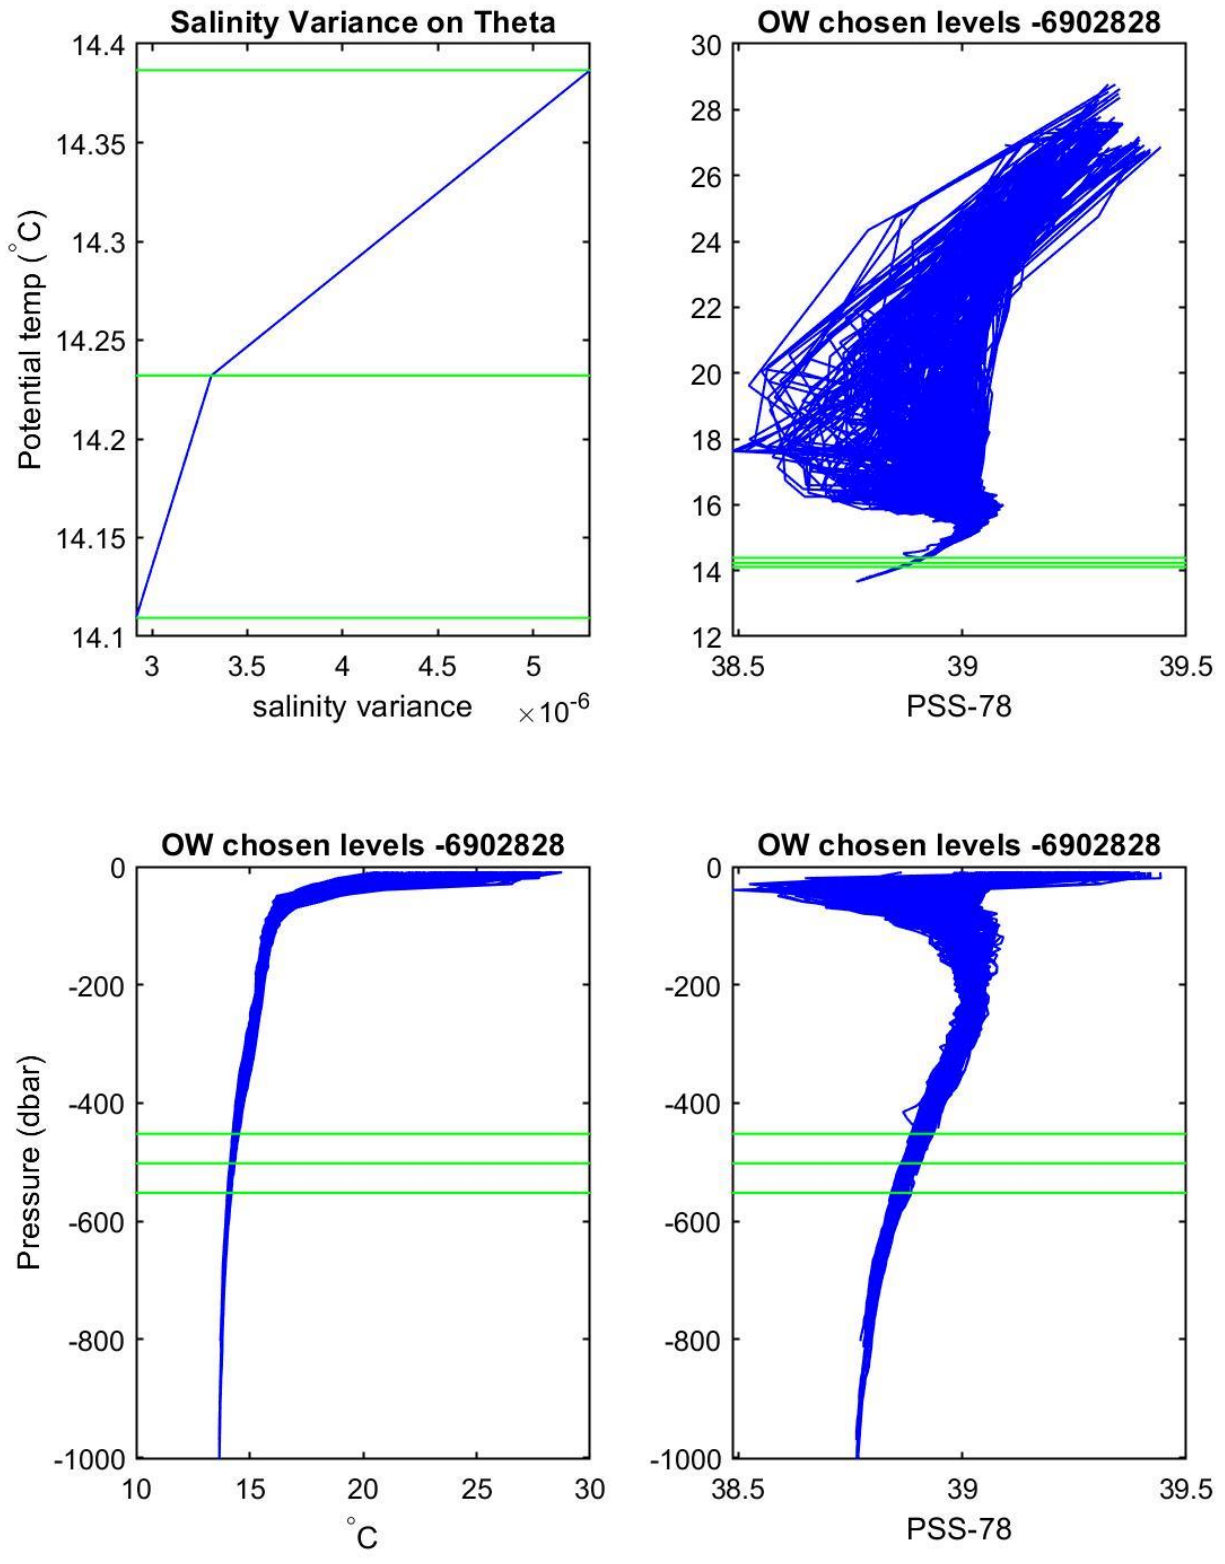 Salinity Variance on Theta
14.4
14.35
14.3
14.25
14.2
14.15
14.1
Potential temp (°C)
3 3.5 4 4.5 5
salinity variance ×10-6
OW chosen levels -6902828
30
28
26
24
22
20
18
16
14
12
38.5 39 39.5
PSS-78
OW chosen levels -6902828
0
-200
-400
-600
-800
-1000
Pressure (dbar)
10 15 20 25 30
°C
OW chosen levels -6902828
0
-200
-400
-600
-800
-1000
38.5 39 39.5
PSS-78